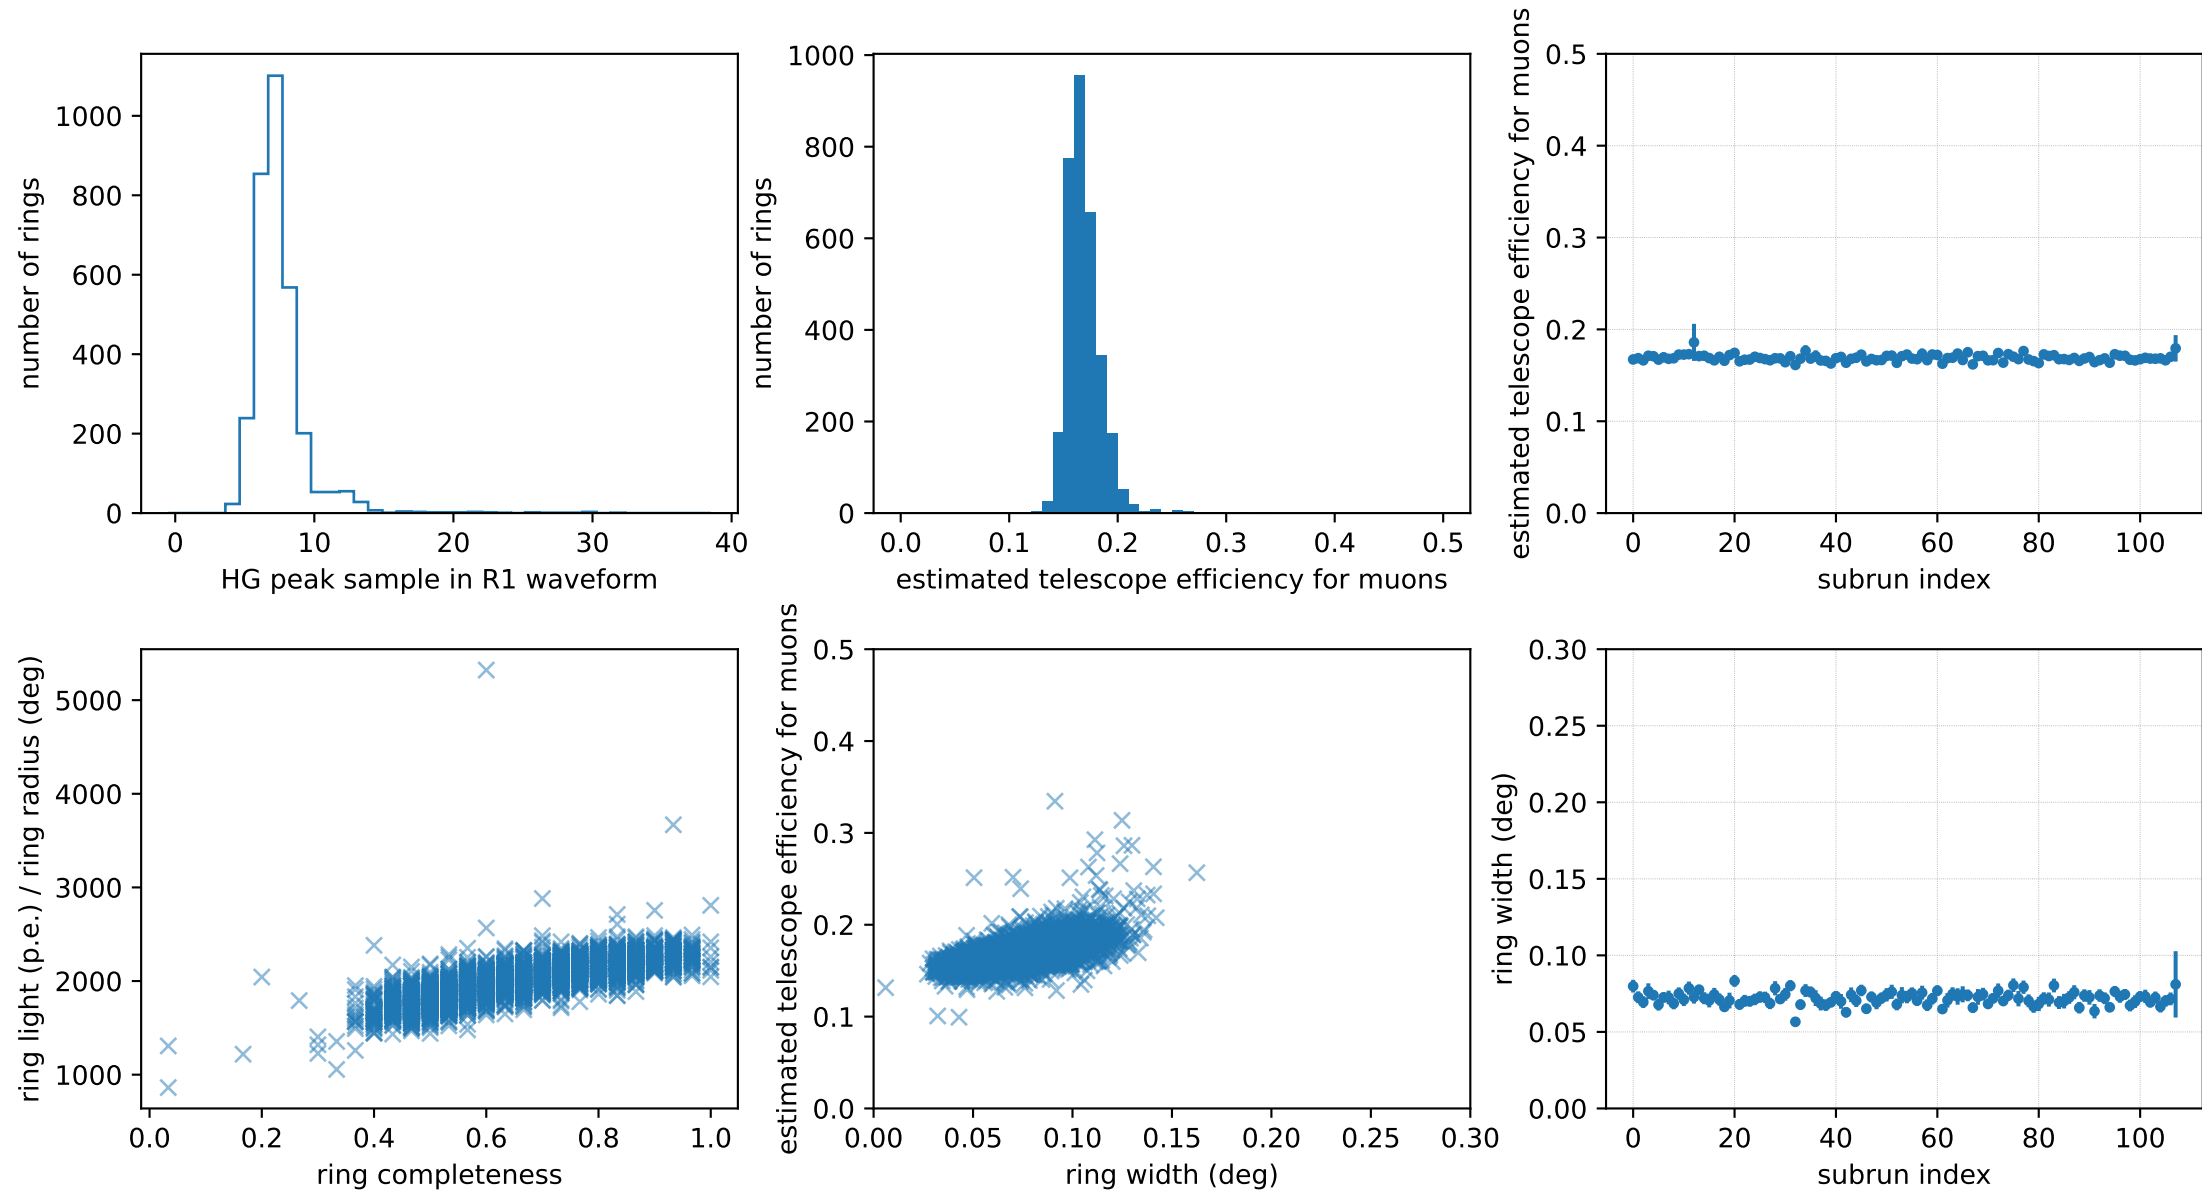 1000
800
600
400
200
0
number of rings
0 10 20 30 40
HG peak sample in R1 waveform
1000
800
600
400
200
0
number of rings
0.0 0.1 0.2 0.3 0.4 0.5
estimated telescope efficiency for muons
0.5
0.4
0.3
0.2
0.1
0.0
estimated telescope efficiency for muons
0 20 40 60 80 100
subrun index
5000
4000
3000
2000
1000
ring light (p.e.) / ring radius (deg)
0.0 0.2 0.4 0.6 0.8 1.0
ring completeness
0.5
0.4
0.3
0.2
0.1
0.0
estimated telescope efficiency for muons
0.00 0.05 0.10 0.15 0.20 0.25 0.30
ring width (deg)
0.30
0.25
0.20
0.15
0.10
0.05
0.00
ring width (deg)
0 20 40 60 80 100
subrun index